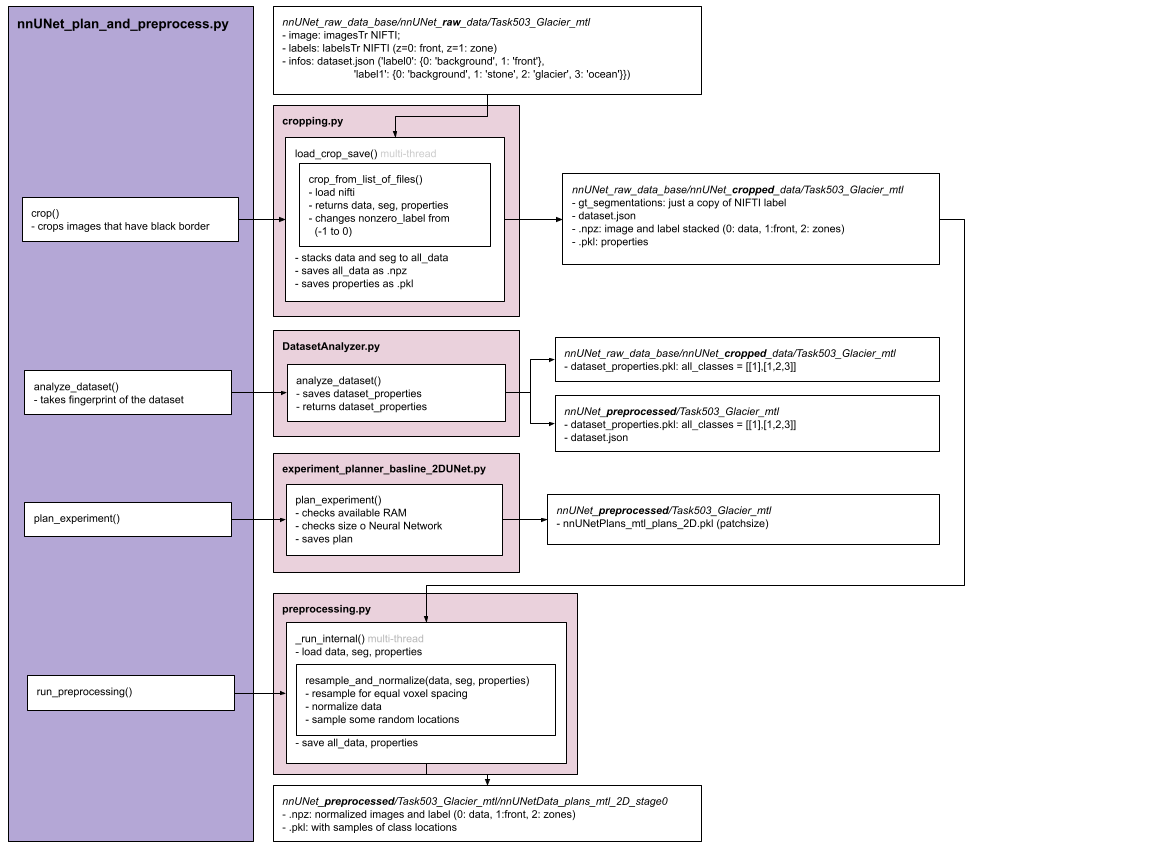 nnUNet_plan_and_preprocess.py
nnUNet_raw_data_base/nnUNet_raw_data/Task503_Glacier_mtl
- image: imagesTr NIFTI;
- labels: labelsTr NIFTI (z=0: front, z=1: zone)
- infos: dataset.json ('label0': {0: 'background', 1: 'front'},
'label1': {0: 'background', 1: 'stone', 2: 'glacier', 3: 'ocean'}})
cropping.py
load_crop_save() multi-thread
crop_from_list_of_files()
- load nifti
- returns data, seg, properties
- changes nonzero_label from
(-1 to 0)
- stacks data and seg to all_data
- saves all_data as .npz
- saves properties as .pkl
crop()
- crops images that have black border
nnUNet_raw_data_base/nnUNet_cropped_data/Task503_Glacier_mtl
- gt_segmentations: just a copy of NIFTI label
- dataset.json
- .npz: image and label stacked (0: data, 1:front, 2: zones)
- .pkl: properties
DatasetAnalyzer.py
analyze_dataset()
- takes fingerprint of the dataset
analyze_dataset()
- saves dataset_properties
- returns dataset_properties
nnUNet_raw_data_base/nnUNet_cropped_data/Task503_Glacier_mtl
- dataset_properties.pkl: all_classes = [[1],[1,2,3]]
nnUNet_preprocessed/Task503_Glacier_mtl
- dataset_properties.pkl: all_classes = [[1],[1,2,3]]
- dataset.json
experiment_planner_basline_2DUNet.py
plan_experiment()
plan_experiment()
- checks available RAM
- checks size o Neural Network
- saves plan
nnUNet_preprocessed/Task503_Glacier_mtl
- nnUNetPlans_mtl_plans_2D.pkl (patchsize)
preprocessing.py
_run_internal() multi-thread
- load data, seg, properties
run_preprocessing()
resample_and_normalize(data, seg, properties)
- resample for equal voxel spacing
- normalize data
- sample some random locations
- save all_data, properties
nnUNet_preprocessed/Task503_Glacier_mtl/nnUNetData_plans_mtl_2D_stage0
- .npz: normalized images and label (0: data, 1:front, 2: zones)
- .pkl: with samples of class locations